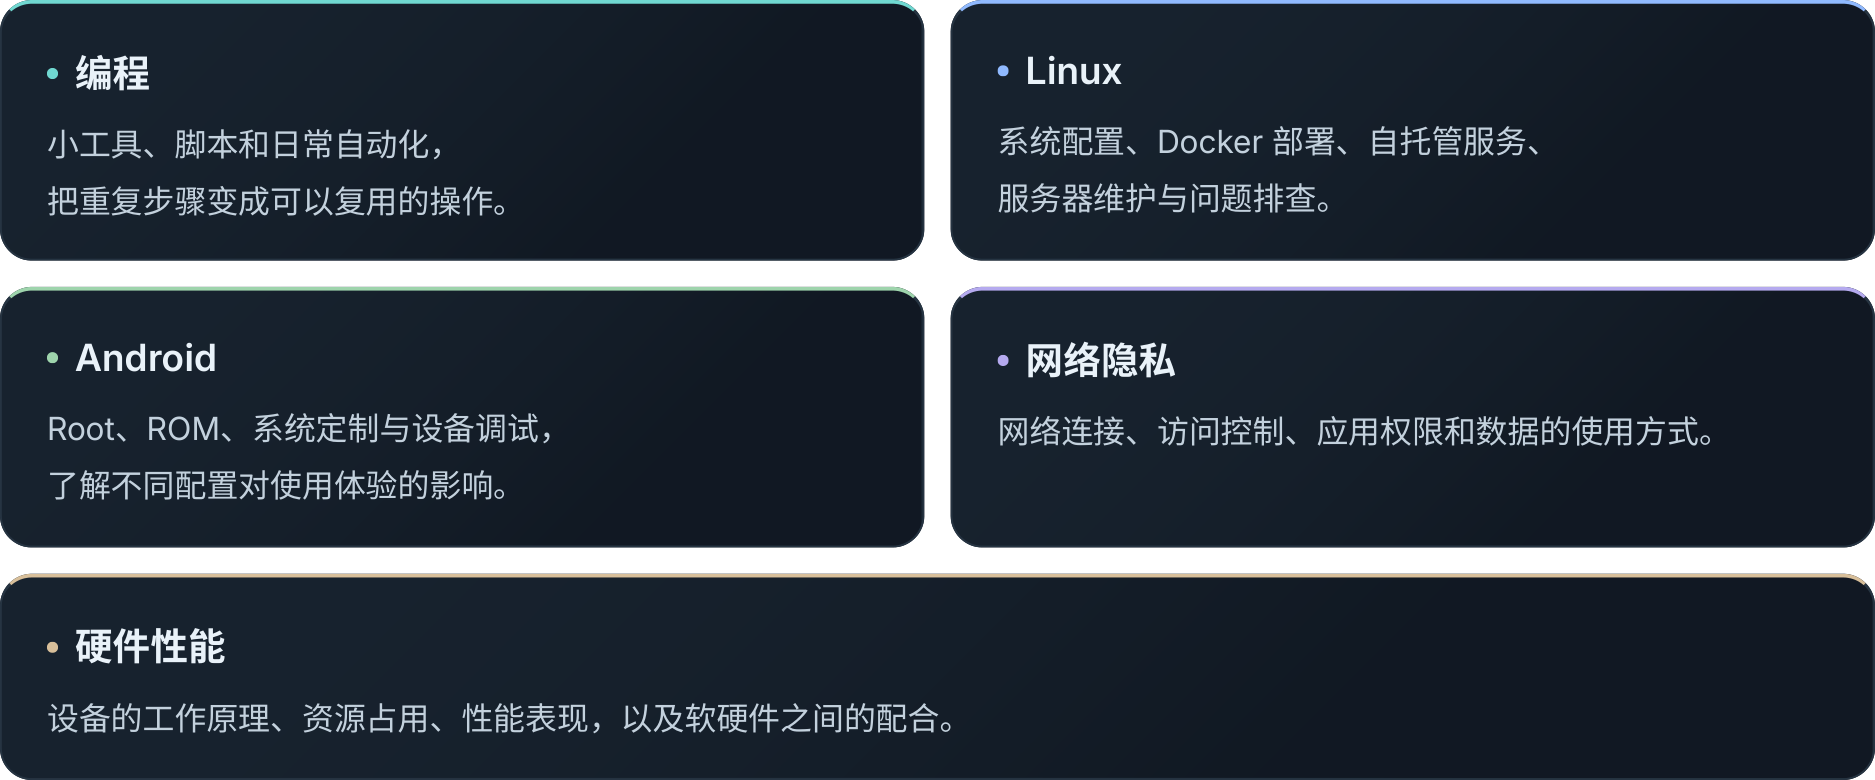 编程
小工具、脚本和日常自动化，
把重复步骤变成可以复用的操作。
Linux
系统配置、Docker 部署、自托管服务、
服务器维护与问题排查。
Android
Root、ROM、系统定制与设备调试，
了解不同配置对使用体验的影响。
网络隐私
网络连接、访问控制、应用权限和数据的使用方式。
硬件性能
设备的工作原理、资源占用、性能表现，以及软硬件之间的配合。